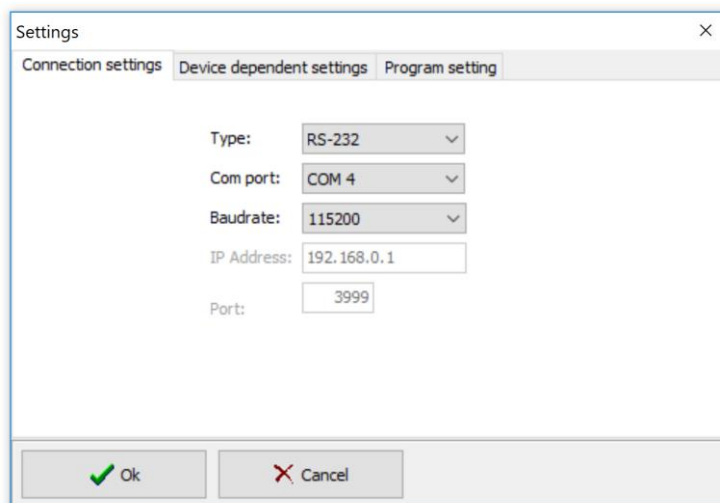 Settings
Connection settings Device dependent settings Program setting
Type: RS-232
Com port: COM 4
Baudrate: 115200
IP Address: 192.168.0.1
Port: 3999
Ok Cancel